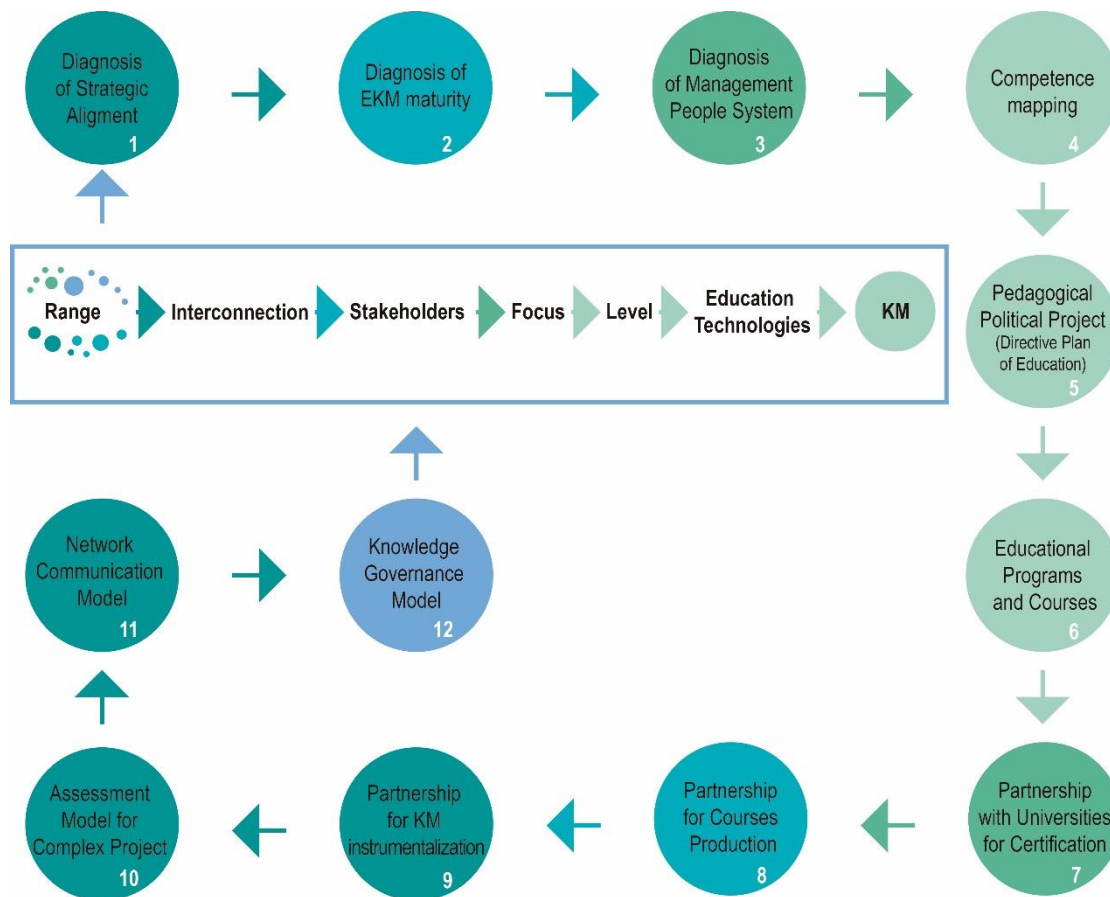 Diagnosis
of Strategic
Aligment
1
Diagnosis of
EKM maturity
2
Diagnosis
of Management
People System
3
Competence
mapping
4
Range
Interconnection
Stakeholders
Focus
Level
Education
Technologies
KM
Pedagogical
Political Project
(Directive Plan
of Education)
5
Educational
Programs
and Courses
6
Partnership
with Universities
for Certification
7
Partnership
for Courses
Production
8
Partnership
for KM
instrumentalization
9
Assessment
Model for
Complex Project
10
Network
Communication
Model
11
Knowledge
Governance
Model
12